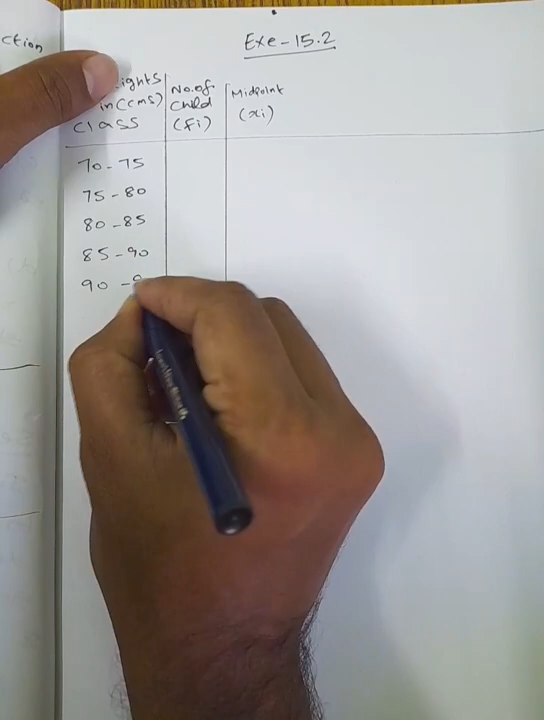 ction
Exe-15.2
ights
in(cms)
class
No.of
child
(fi)
Midpoint
(xi)
70-75
75-80
80-85
85-90
90-9